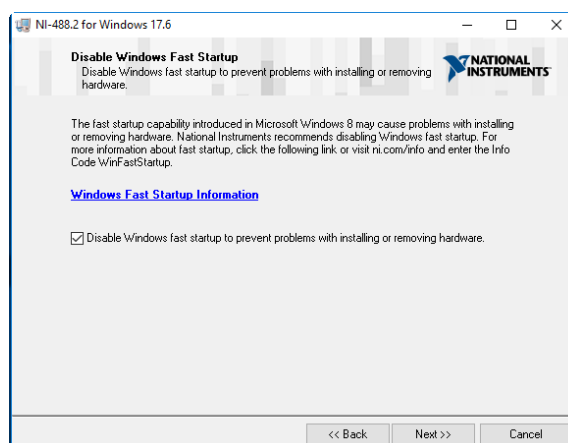 NI-488.2 for Windows 17.6
Disable Windows Fast Startup
Disable Windows fast startup to prevent problems with installing or removing
hardware.
NATIONAL
INSTRUMENTS
The fast startup capability introduced in Microsoft Windows 8 may cause problems with installing
or removing hardware. National Instruments recommends disabling Windows fast startup. For
more information about fast startup, click the following link or visit ni.com/info and enter the Info
Code WinFastStartup.
Windows Fast Startup Information
Disable Windows fast startup to prevent problems with installing or removing hardware.
<< Back
Next >>
Cancel